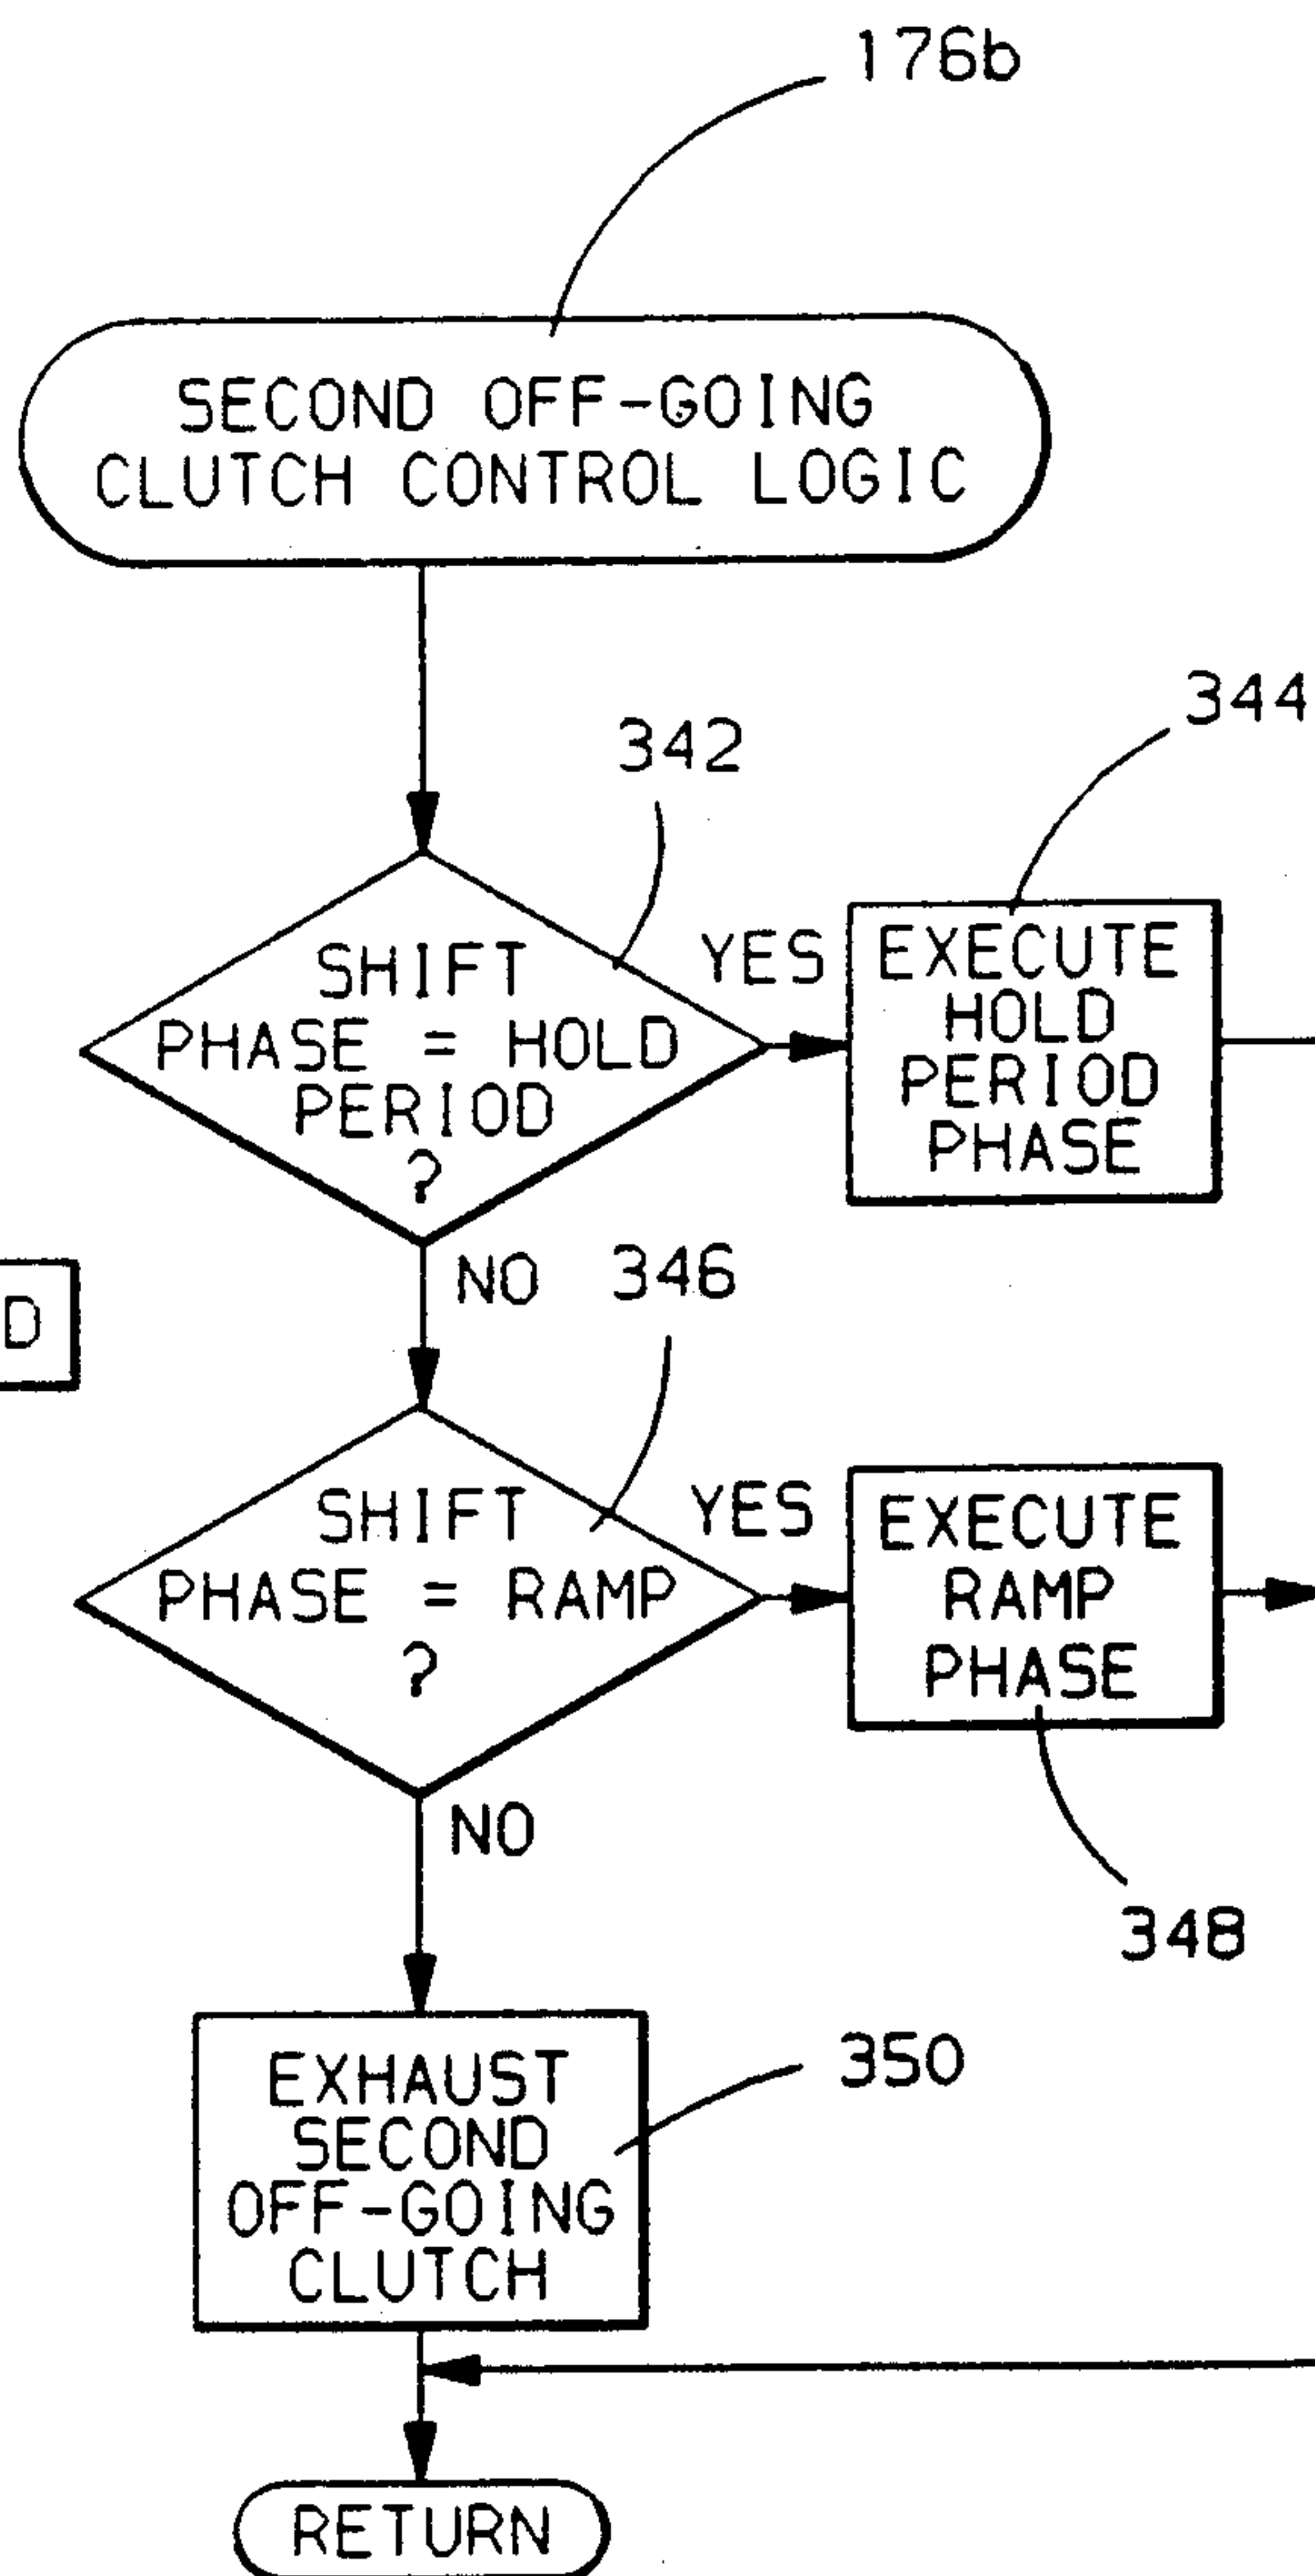 176b
SECOND OFF-GOING
CLUTCH CONTROL LOGIC
344
342
SHIFT
PHASE = HOLD
PERIOD
?
YES
EXECUTE
HOLD
PERIOD
PHASE
NO
346
D
SHIFT
PHASE = RAMP
?
YES
EXECUTE
RAMP
PHASE
NO
348
EXHAUST
SECOND
OFF-GOING
CLUTCH
350
RETURN